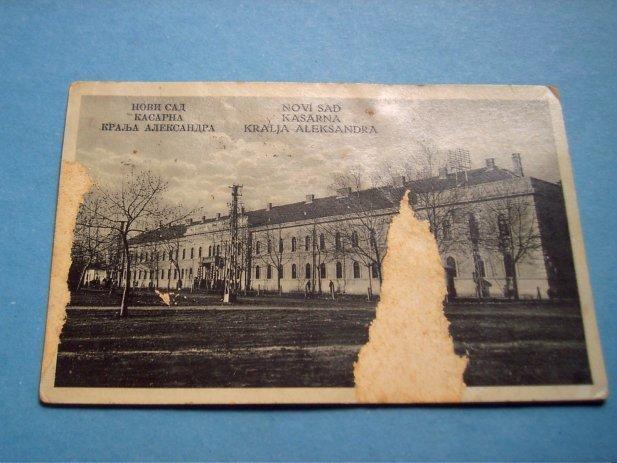 НОВИ САД
КАСАРНА
КРАЉА АЛЕКСАНДРА
NOVI SAD
KASARNA
KRALJA ALEKSANDRA